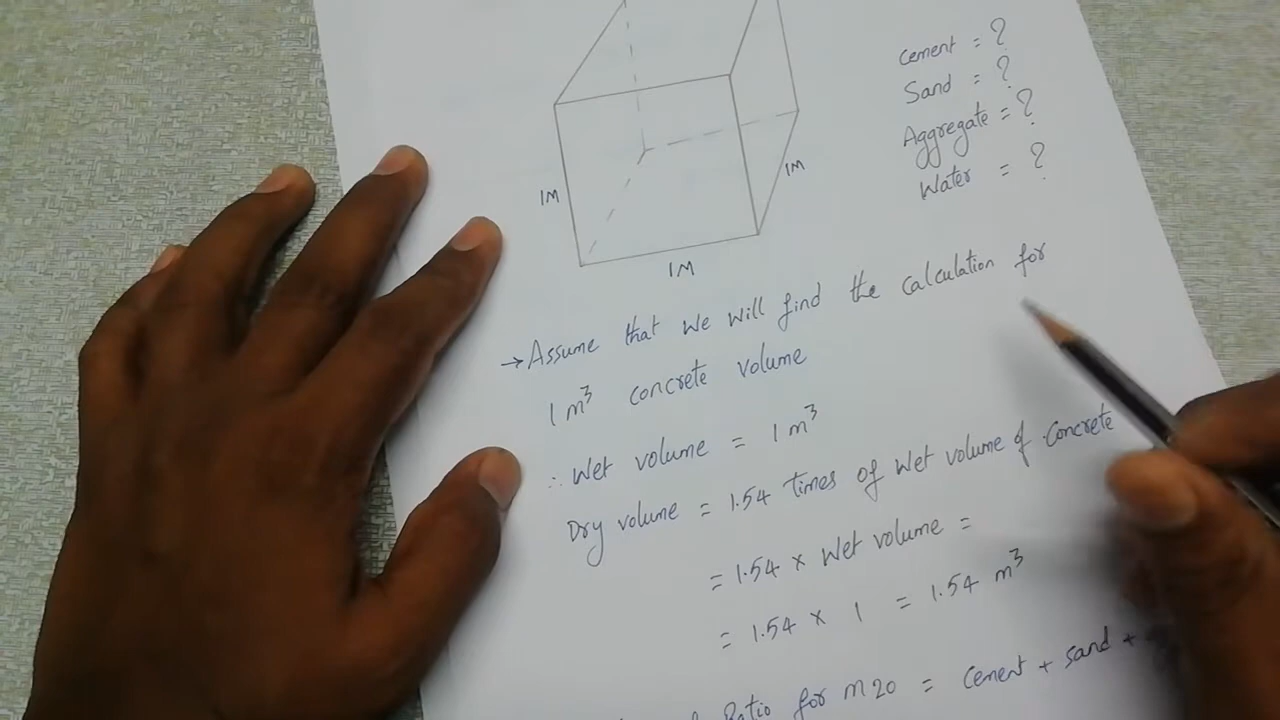 Cement = ?
Sand = ?
Aggregate = ?
Water = ?
1M
1M
1M
→ Assume that we will find the calculation for
1 m³ concrete volume
∴ Wet volume = 1 m³
Dry volume = 1.54 times of wet volume of concrete
= 1.54 × Wet volume =
= 1.54 × 1 = 1.54 m³
Ratio for M20 = Cement + sand +